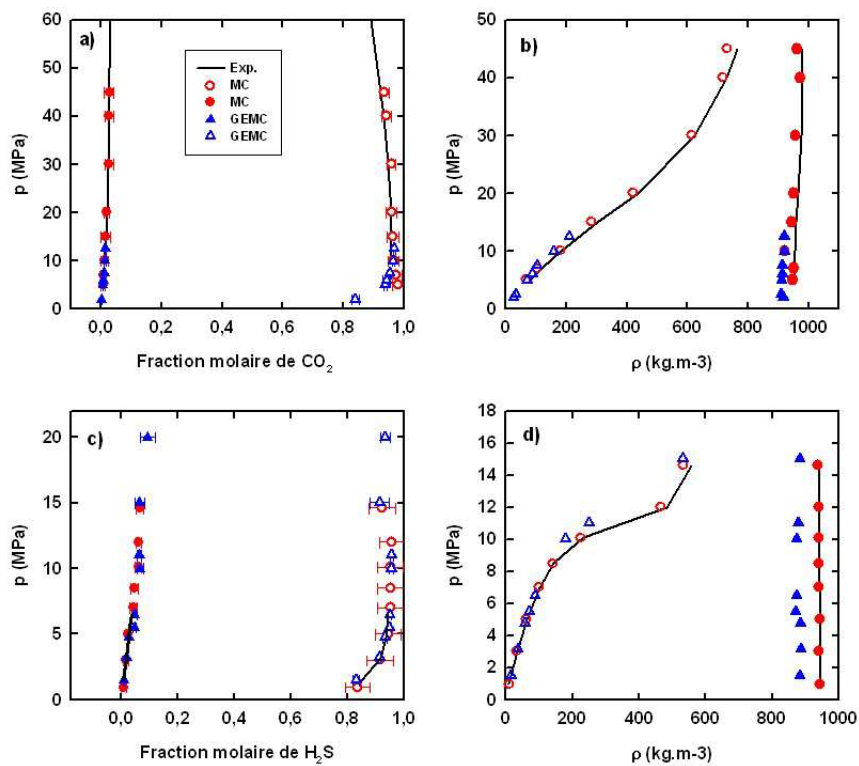 a)
Exp.
MC
MC
GEMC
GEMC
p (MPa)
60
50
40
30
20
10
0
0,0 0,2 0,4 0,6 0,8 1,0
Fraction molaire de CO2
b)
p (MPa)
50
40
30
20
10
0
0 200 400 600 800 1000
ρ (kg.m-3)
c)
p (MPa)
20
15
10
5
0
0,0 0,2 0,4 0,6 0,8 1,0
Fraction molaire de H2S
d)
p (MPa)
18
16
14
12
10
8
6
4
2
0
0 200 400 600 800 1000
ρ (kg.m-3)